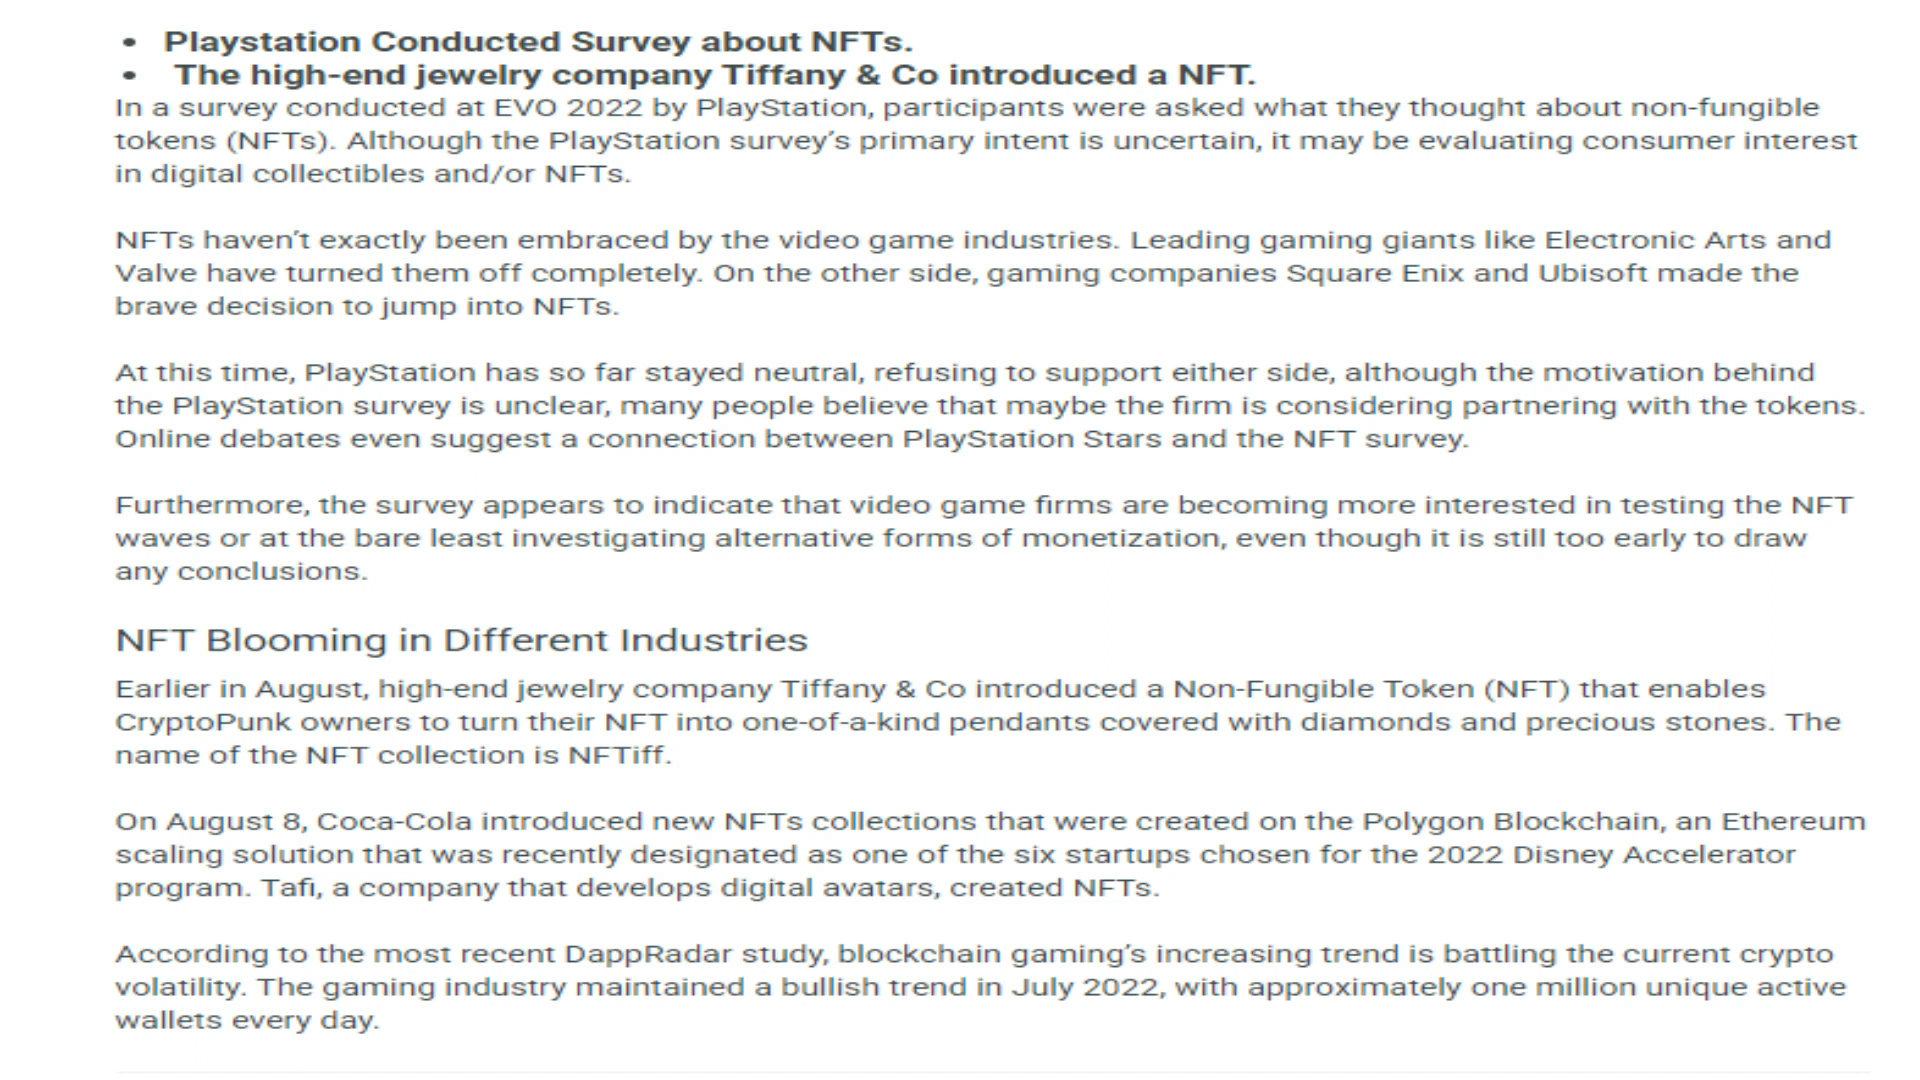 • Playstation Conducted Survey about NFTs.
• The high-end jewelry company Tiffany & Co introduced a NFT.
In a survey conducted at EVO 2022 by PlayStation, participants were asked what they thought about non-fungible
tokens (NFTs). Although the PlayStation survey’s primary intent is uncertain, it may be evaluating consumer interest
in digital collectibles and/or NFTs.
NFTs haven’t exactly been embraced by the video game industries. Leading gaming giants like Electronic Arts and
Valve have turned them off completely. On the other side, gaming companies Square Enix and Ubisoft made the
brave decision to jump into NFTs.
At this time, PlayStation has so far stayed neutral, refusing to support either side, although the motivation behind
the PlayStation survey is unclear, many people believe that maybe the firm is considering partnering with the tokens.
Online debates even suggest a connection between PlayStation Stars and the NFT survey.
Furthermore, the survey appears to indicate that video game firms are becoming more interested in testing the NFT
waves or at the bare least investigating alternative forms of monetization, even though it is still too early to draw
any conclusions.
NFT Blooming in Different Industries
Earlier in August, high-end jewelry company Tiffany & Co introduced a Non-Fungible Token (NFT) that enables
CryptoPunk owners to turn their NFT into one-of-a-kind pendants covered with diamonds and precious stones. The
name of the NFT collection is NFTiff.
On August 8, Coca-Cola introduced new NFTs collections that were created on the Polygon Blockchain, an Ethereum
scaling solution that was recently designated as one of the six startups chosen for the 2022 Disney Accelerator
program. Tafi, a company that develops digital avatars, created NFTs.
According to the most recent DappRadar study, blockchain gaming’s increasing trend is battling the current crypto
volatility. The gaming industry maintained a bullish trend in July 2022, with approximately one million unique active
wallets every day.